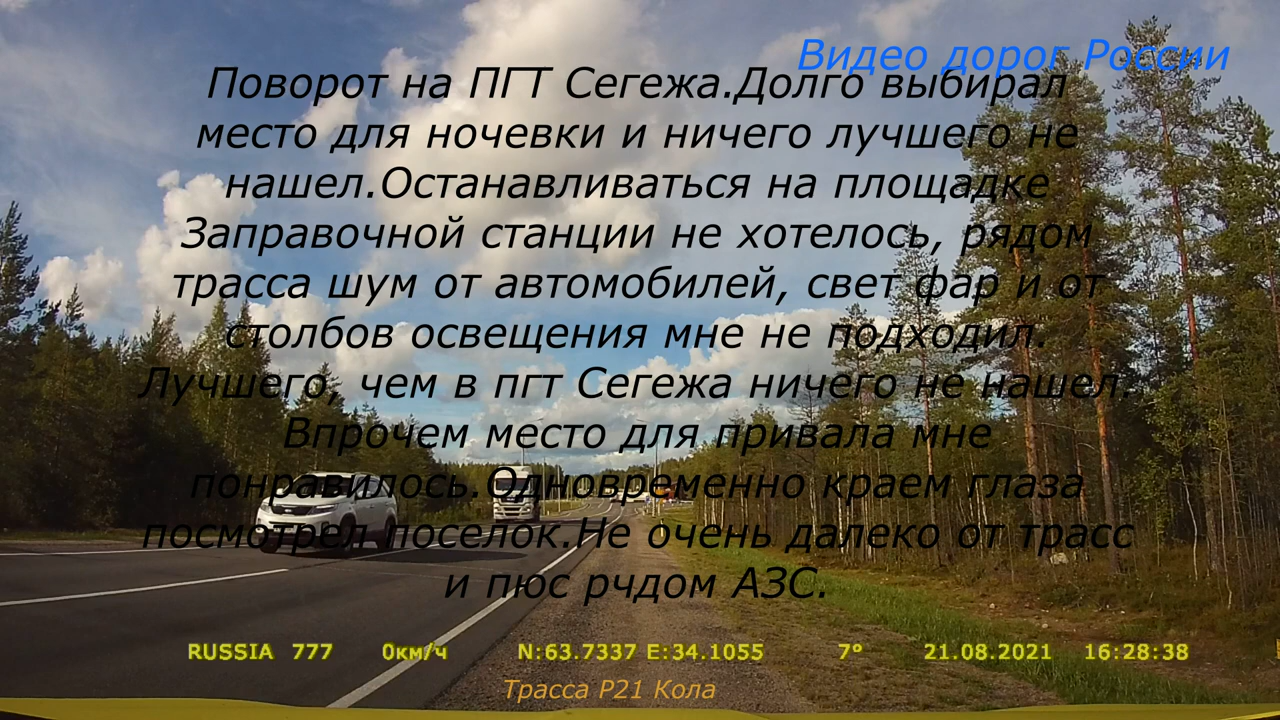 Видео дорог России
Поворот на ПГТ Сегежа.Долго выбирал
место для ночевки и ничего лучшего не
нашел.Останавливаться на площадке
Заправочной станции не хотелось, рядом
трасса шум от автомобилей, свет фар и от
столбов освещения мне не подходил.
Лучшего, чем в пгт Сегежа ничего не нашел.
Впрочем место для привала мне
понравилось.Одновременно краем глаза
посмотрел поселок.Не очень далеко от трасс
и пюс рчдом АЗС.
RUSSIA 777 0км/ч N:63.7337 E:34.1055 7° 21.08.2021 16:28:38
Трасса Р21 Кола